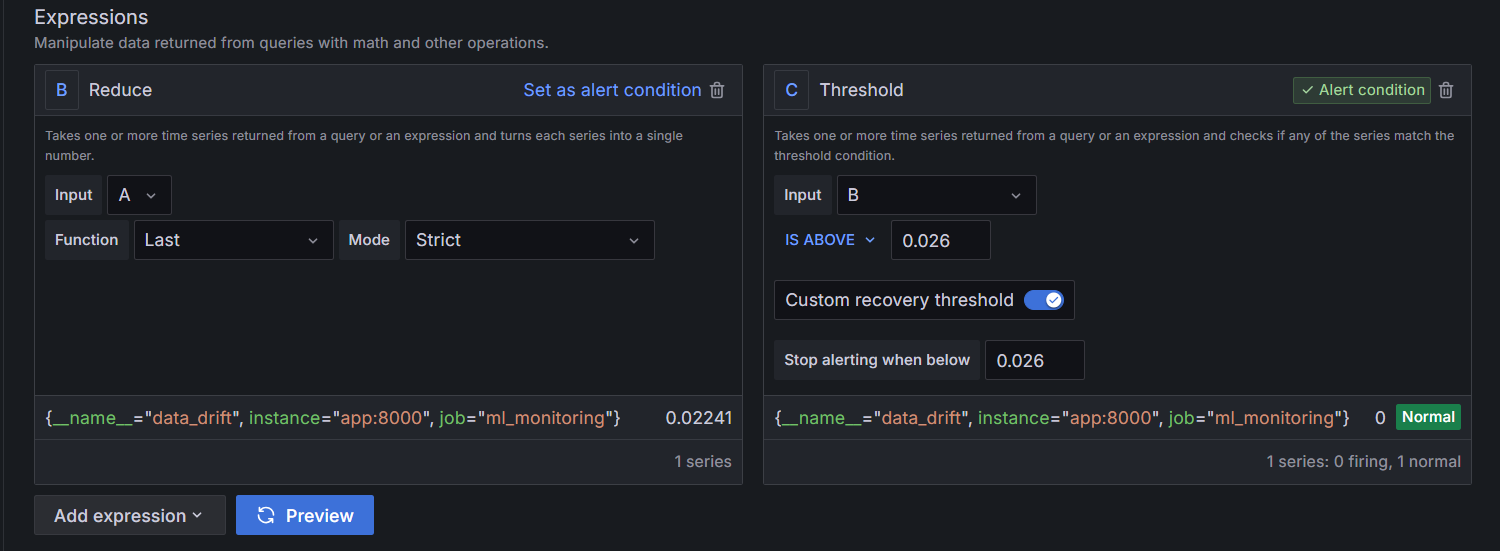 Expressions
Manipulate data returned from queries with math and other operations.
B Reduce Set as alert condition
Takes one or more time series returned from a query or an expression and turns each series into a single
number.
Input A
Function Last Mode Strict
{__name__="data_drift", instance="app:8000", job="ml_monitoring"} 0.02241
1 series
C Threshold Alert condition
Takes one or more time series returned from a query or an expression and checks if any of the series match the
threshold condition.
Input B
IS ABOVE 0.026
Custom recovery threshold
Stop alerting when below 0.026
{__name__="data_drift", instance="app:8000", job="ml_monitoring"} 0 Normal
1 series: 0 firing, 1 normal
Add expression Preview